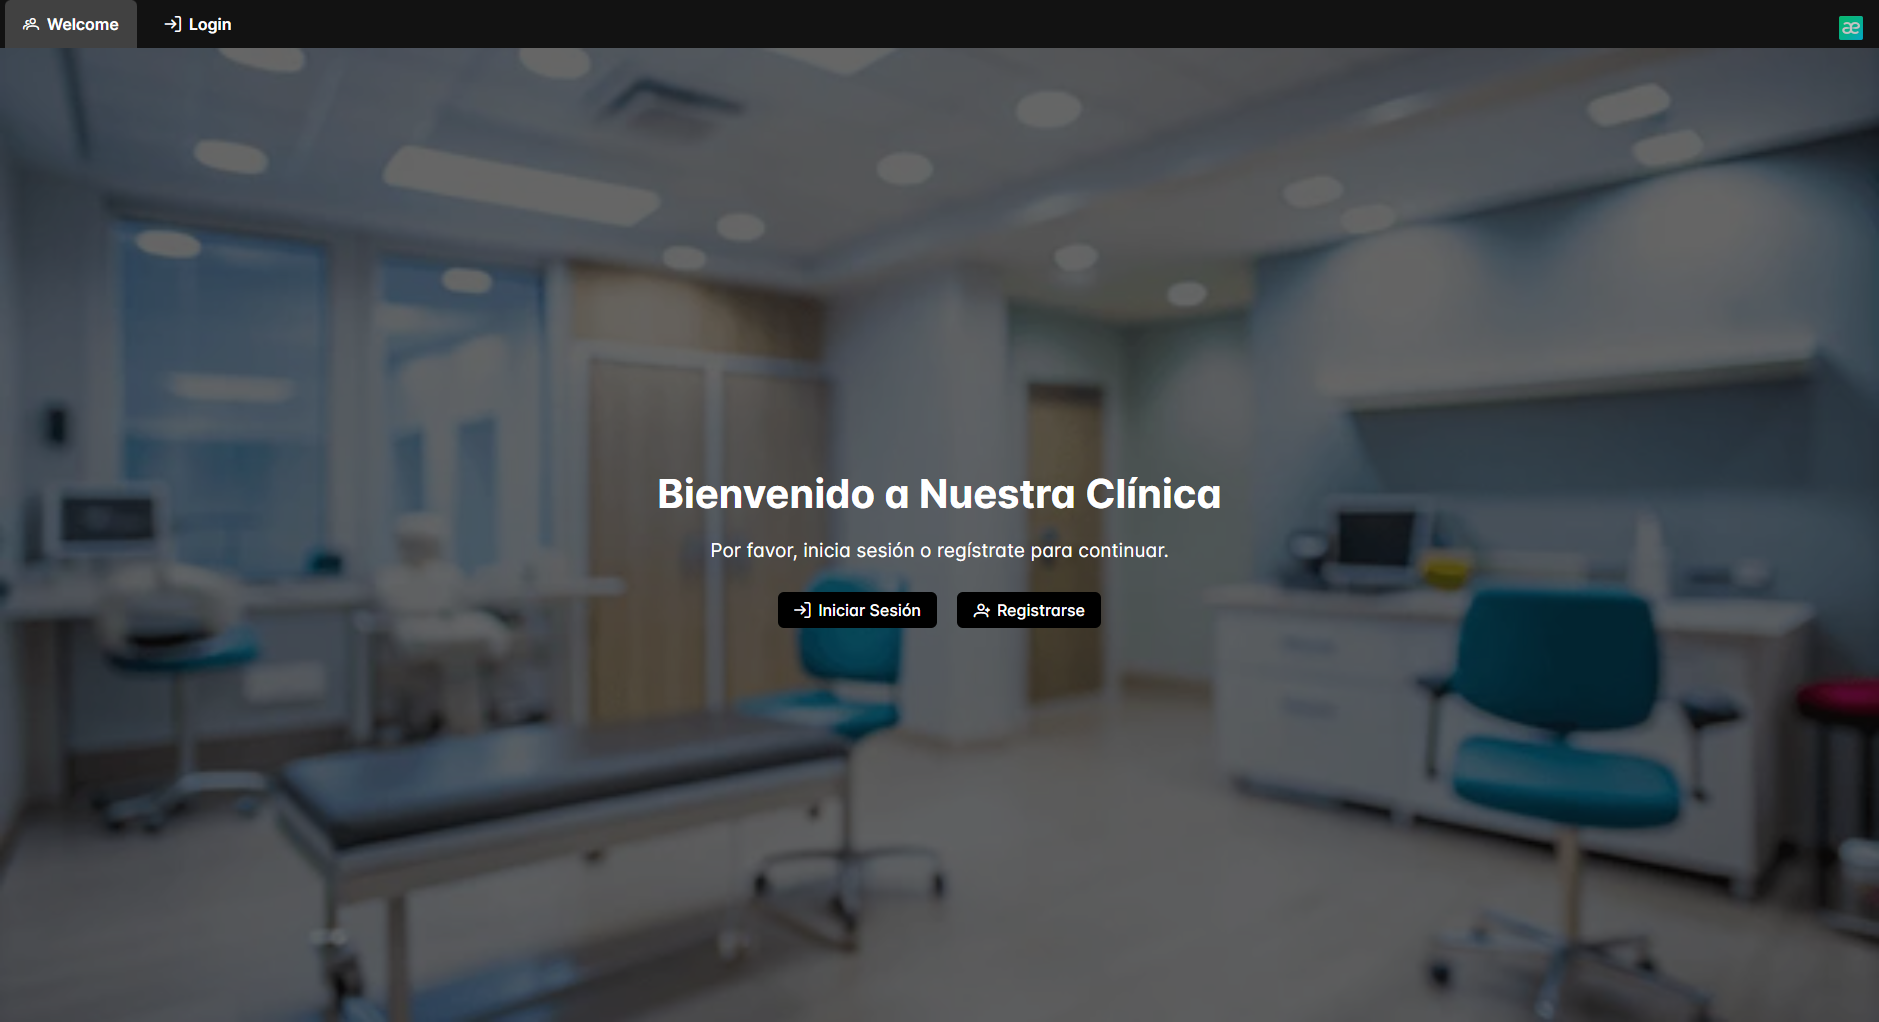 Welcome
Login
æ
Bienvenido a Nuestra Clínica
Por favor, inicia sesión o regístrate para continuar.
Iniciar Sesión
Registrarse